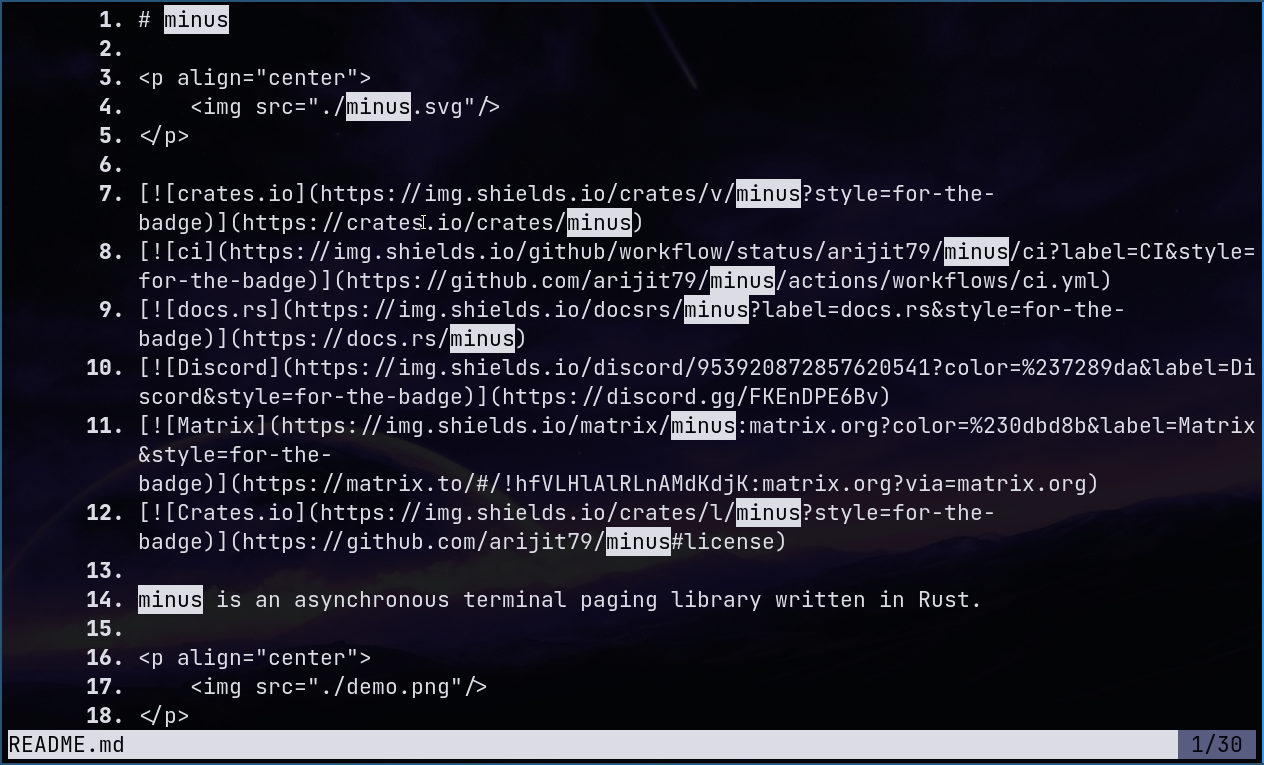 1. # minus
2.
3. <p align="center">
4.     <img src="./minus.svg"/>
5. </p>
6.
7. [![crates.io](https://img.shields.io/crates/v/minus?style=for-the-
badge)](https://crates.io/crates/minus)
8. [![ci](https://img.shields.io/github/workflow/status/arijit79/minus/ci?label=CI&style=
for-the-badge)](https://github.com/arijit79/minus/actions/workflows/ci.yml)
9. [![docs.rs](https://img.shields.io/docsrs/minus?label=docs.rs&style=for-the-
badge)](https://docs.rs/minus)
10. [![Discord](https://img.shields.io/discord/953920872857620541?color=%237289da&label=Di
scord&style=for-the-badge)](https://discord.gg/FKEnDPE6Bv)
11. [![Matrix](https://img.shields.io/matrix/minus:matrix.org?color=%230dbd8b&label=Matrix
&style=for-the-
badge)](https://matrix.to/#/!hfVLHlAlRLnAMdKdjK:matrix.org?via=matrix.org)
12. [![Crates.io](https://img.shields.io/crates/l/minus?style=for-the-
badge)](https://github.com/arijit79/minus#license)
13.
14. minus is an asynchronous terminal paging library written in Rust.
15.
16. <p align="center">
17.     <img src="./demo.png"/>
18. </p>
README.md 1/30